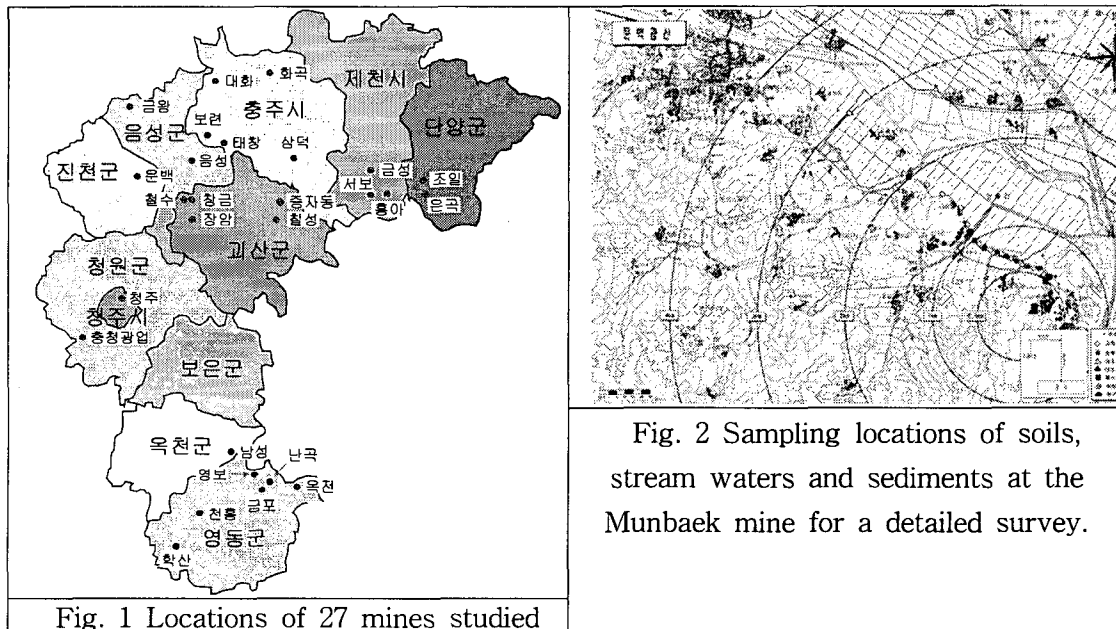 제천시
화곡
대화
충주시
단양군
금왕
보련
음성군
태창
삼덕
음성
진천군
문백
금성
조일
서보
철수
창금
증자동
흥아
은곡
장암
칠성
괴산군
청원군
청주
청주시
충청광업
보은군
옥천군
남성
난곡
영보
옥천
금포
천흥
영동군
학산
Fig. 1 Locations of 27 mines studied
문백광산
Fig. 2 Sampling locations of soils,
stream waters and sediments at the
Munbaek mine for a detailed survey.